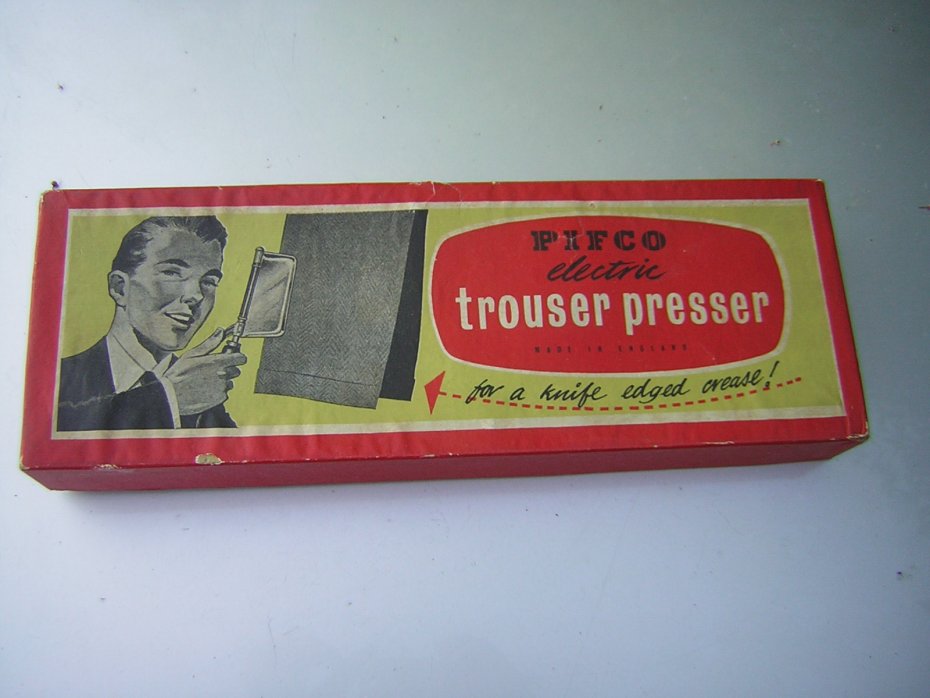 PIFCO
electric
trouser presser
MADE IN ENGLAND
for a knife edged crease!